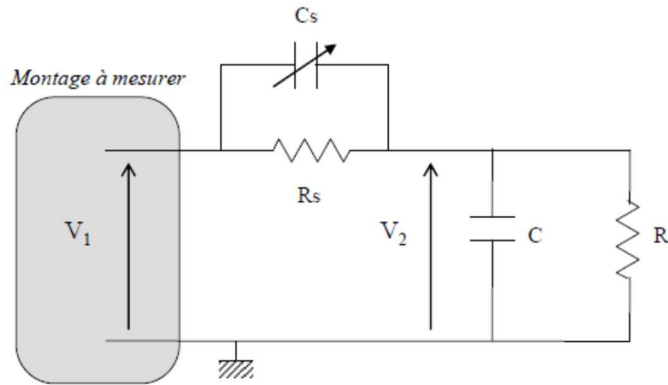 Cs
Montage à mesurer
Rs
V₁
V₂
C
R